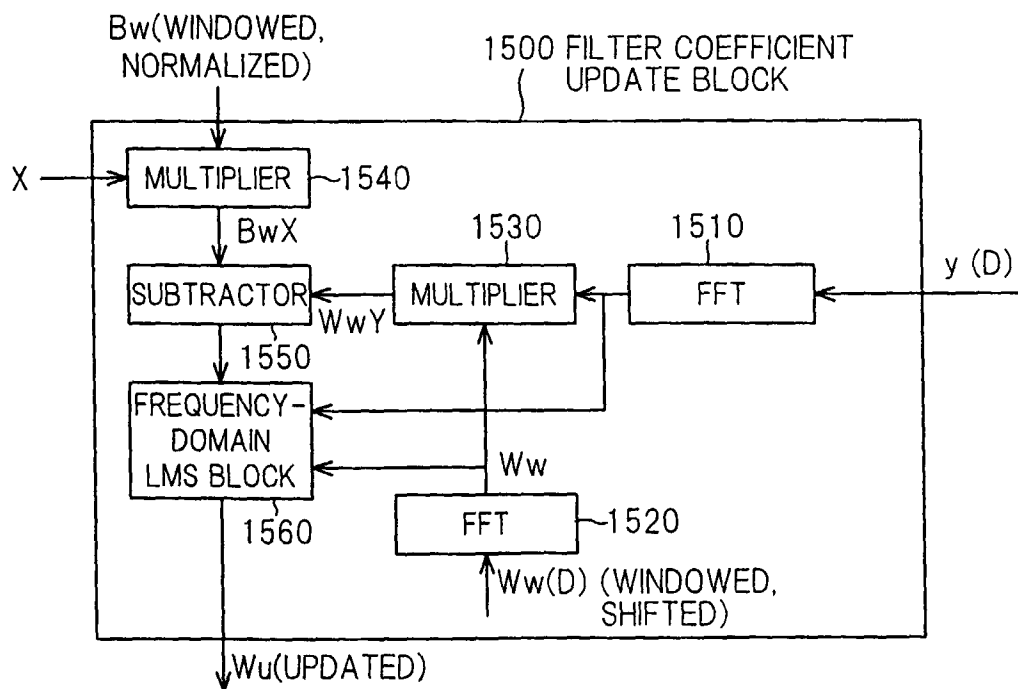 Bw(WINDOWED,
NORMALIZED)
1500 FILTER COEFFICIENT
UPDATE BLOCK
X
MULTIPLIER
1540
BwX
1530
1510
y (D)
SUBTRACTOR
MULTIPLIER
FFT
WwY
1550
FREQUENCY-
DOMAIN
LMS BLOCK
Ww
1560
FFT
1520
Ww(D) (WINDOWED,
SHIFTED)
Wu(UPDATED)